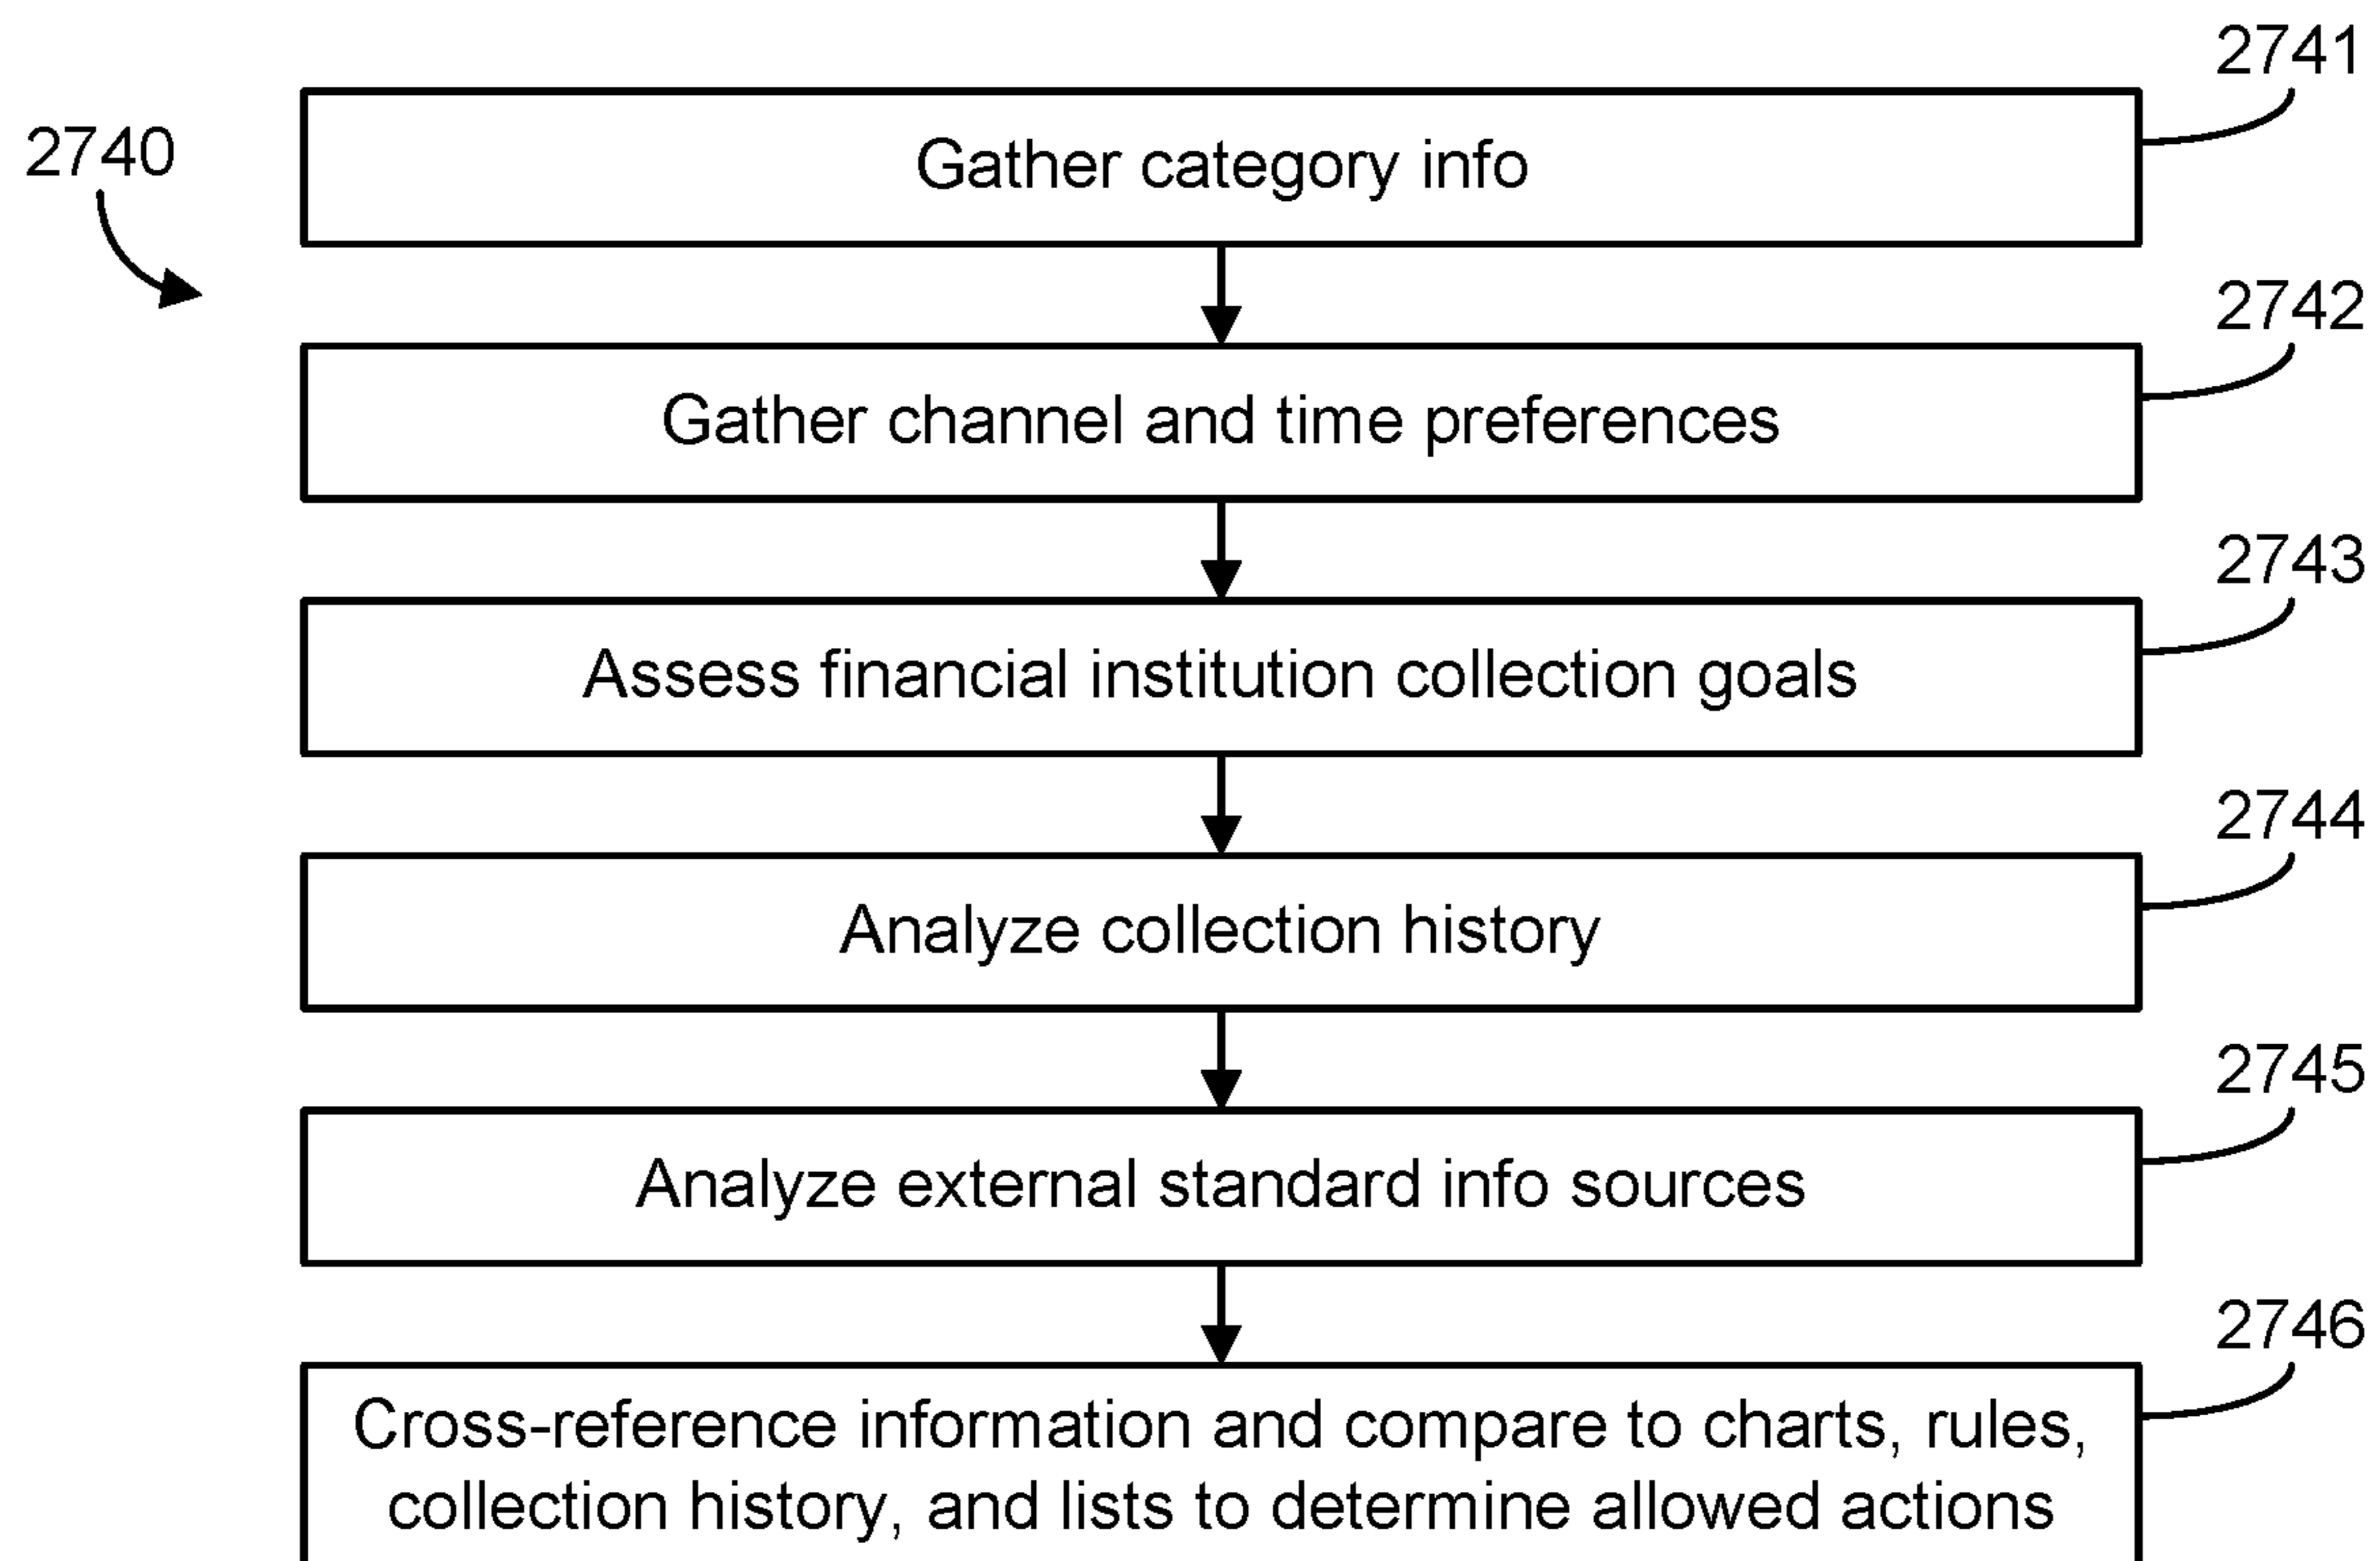 2740
2741
Gather category info
2742
Gather channel and time preferences
2743
Assess financial institution collection goals
2744
Analyze collection history
2745
Analyze external standard info sources
2746
Cross-reference information and compare to charts, rules,
collection history, and lists to determine allowed actions